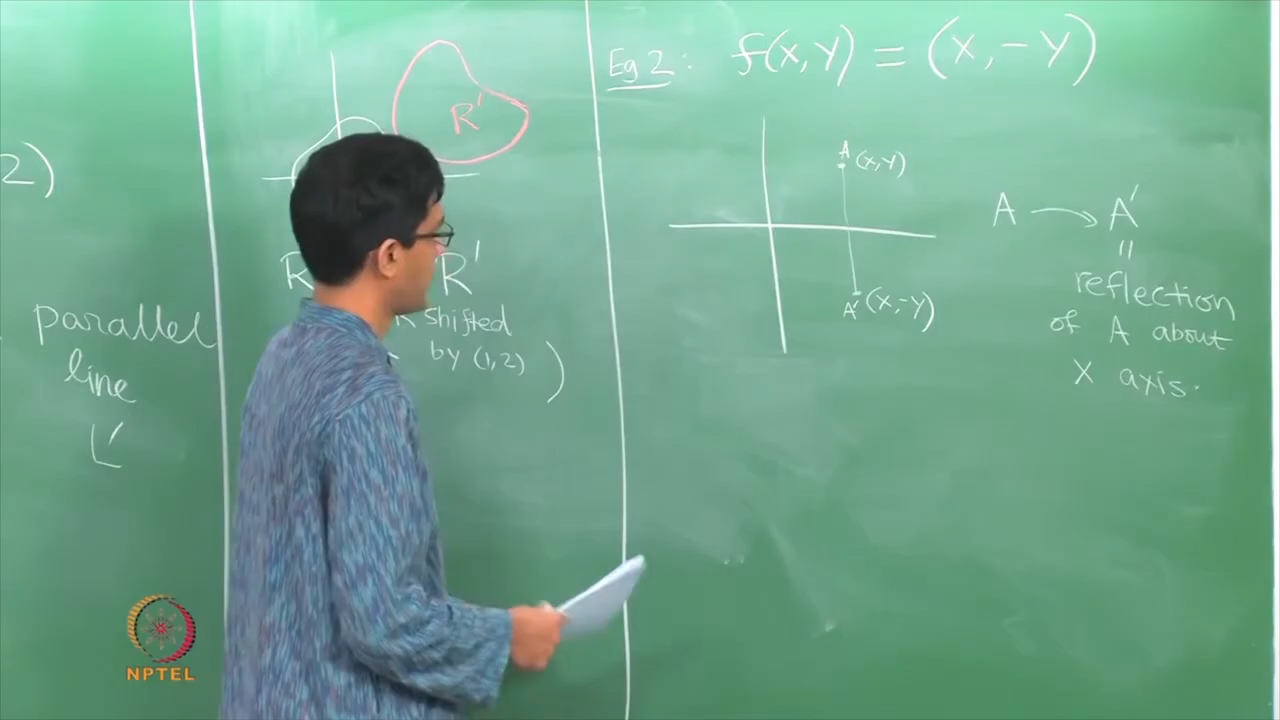 2)
parallel
line
L'
R'
R R'
R shifted
by (1,2) )
Eg 2: f(x,y) = (x,-y)
A (x,y)
A' (x,-y)
A → A'
=
reflection
of A about
X axis.
NPTEL